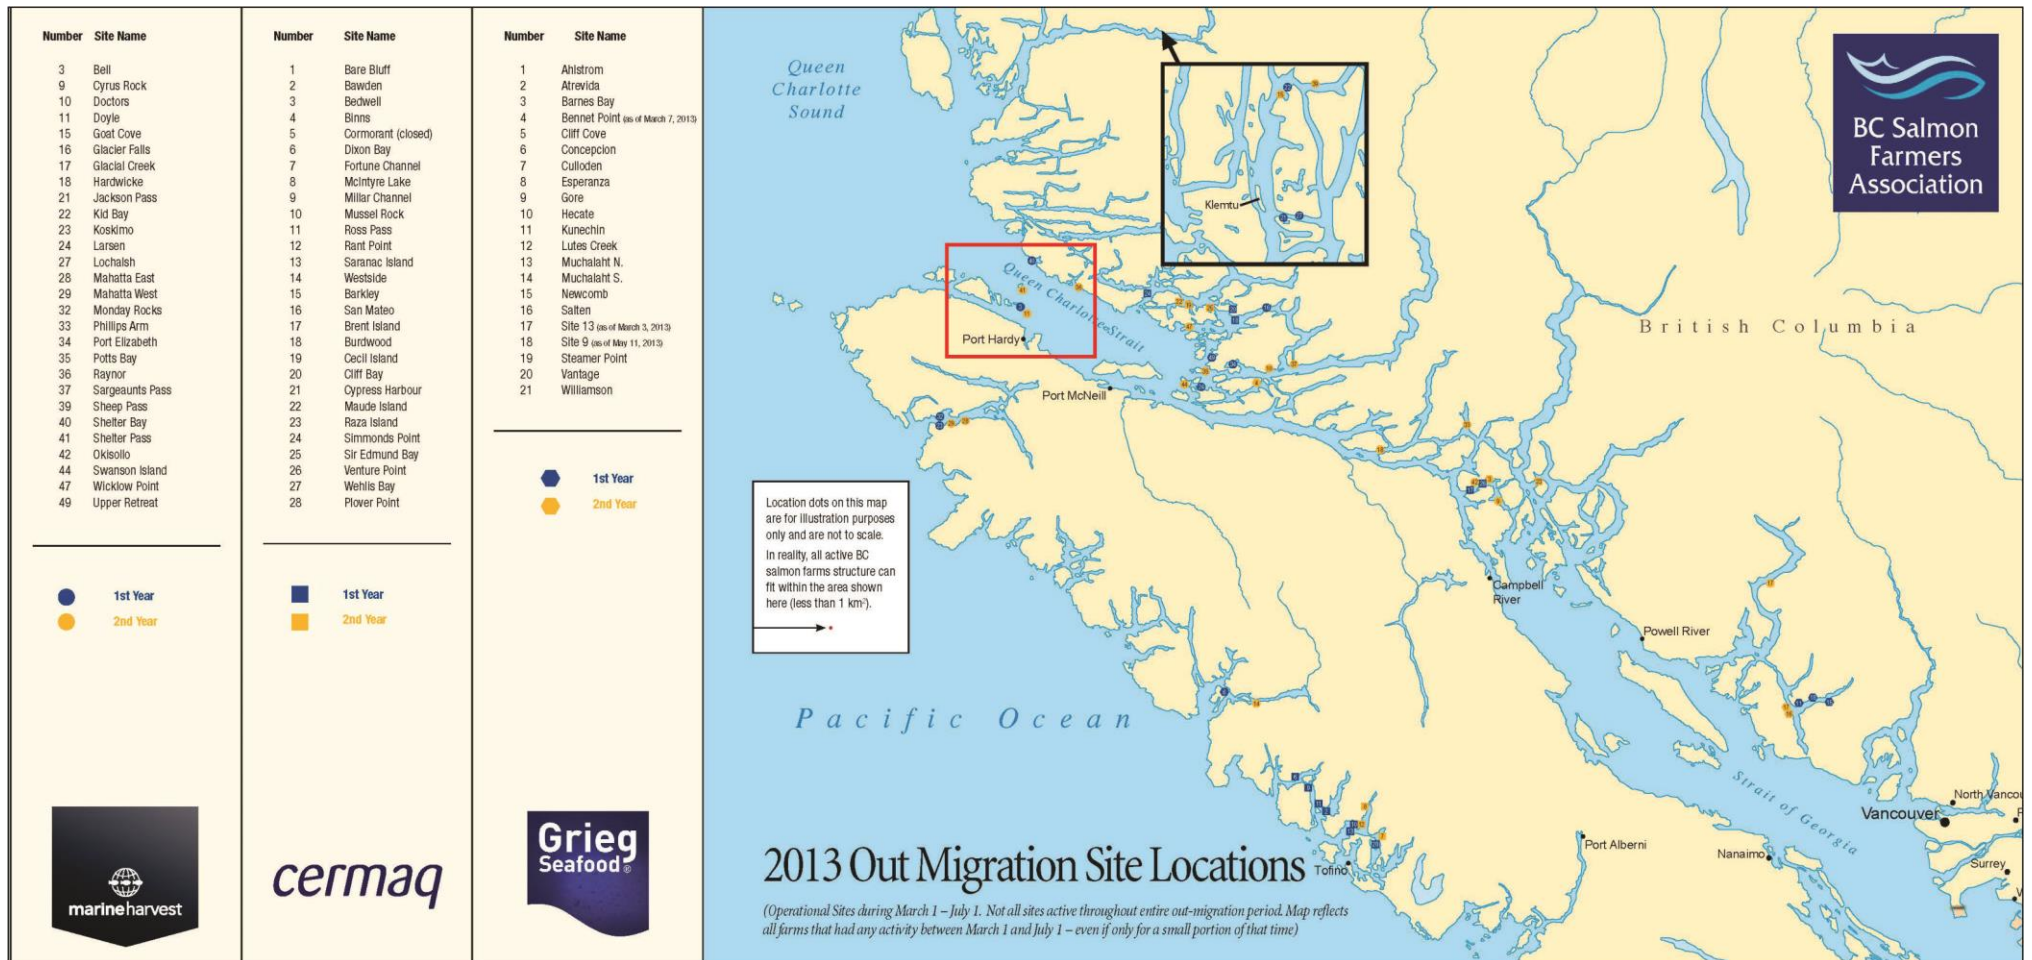 Number Site Name
3 Bell
9 Cyrus Rock
10 Doctors
11 Doyle
15 Goat Cove
16 Glacier Falls
17 Glacial Creek
18 Hardwicke
21 Jackson Pass
22 Kid Bay
23 Koskimo
24 Larsen
27 Lochalsh
28 Mahatta East
29 Mahatta West
32 Monday Rocks
33 Phillips Arm
34 Port Elizabeth
35 Potts Bay
36 Raynor
37 Sargeaunts Pass
39 Sheep Pass
40 Shelter Bay
41 Shelter Pass
42 Okisollo
44 Swanson Island
47 Wicklow Point
49 Upper Retreat
1st Year
2nd Year
marineharvest
Number Site Name
1 Bare Bluff
2 Bawden
3 Bedwell
4 Binns
5 Cormorant (closed)
6 Dixon Bay
7 Fortune Channel
8 McIntyre Lake
9 Millar Channel
10 Mussel Rock
11 Ross Pass
12 Rant Point
13 Saranac Island
14 Westside
15 Barkley
16 San Mateo
17 Brent Island
18 Burdwood
19 Cecil Island
20 Cliff Bay
21 Cypress Harbour
22 Maude Island
23 Raza Island
24 Simmonds Point
25 Sir Edmund Bay
26 Venture Point
27 Wehlis Bay
28 Plover Point
1st Year
2nd Year
cermaq
Number Site Name
1 Ahlstrom
2 Atrevida
3 Barnes Bay
4 Bennet Point (as of March 7, 2013)
5 Cliff Cove
6 Concepcion
7 Culloden
8 Esperanza
9 Gore
10 Hecate
11 Kunechin
12 Lutes Creek
13 Muchalaht N.
14 Muchalaht S.
15 Newcomb
16 Salten
17 Site 13 (as of March 3, 2013)
18 Site 9 (as of May 11, 2013)
19 Steamer Point
20 Vantage
21 Williamson
1st Year
2nd Year
Grieg
Seafood®
Queen
Charlotte
Sound
Klemtu
BC Salmon
Farmers
Association
Queen Charlotte Strait
Port Hardy
British Columbia
Port McNeill
Location dots on this map
are for illustration purposes
only and are not to scale.
In reality, all active BC
salmon farms structure can
fit within the area shown
here (less than 1 km²).
Campbell
River
Powell River
Pacific Ocean
Strait of Georgia
North Vancou
Vancouver
Port Alberni
Nanaimo
Surrey
Tofino
2013 Out Migration Site Locations
(Operational Sites during March 1 – July 1. Not all sites active throughout entire out-migration period. Map reflects
all farms that had any activity between March 1 and July 1 – even if only for a small portion of that time)